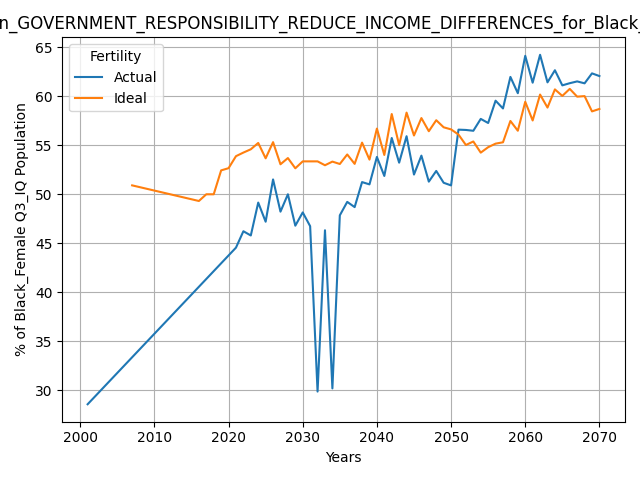 n_GOVERNMENT_RESPONSIBILITY_REDUCE_INCOME_DIFFERENCES_for_Black_
Fertility
Actual
Ideal
% of Black_Female Q3_IQ Population
65
60
55
50
45
40
35
30
2000 2010 2020 2030 2040 2050 2060 2070
Years